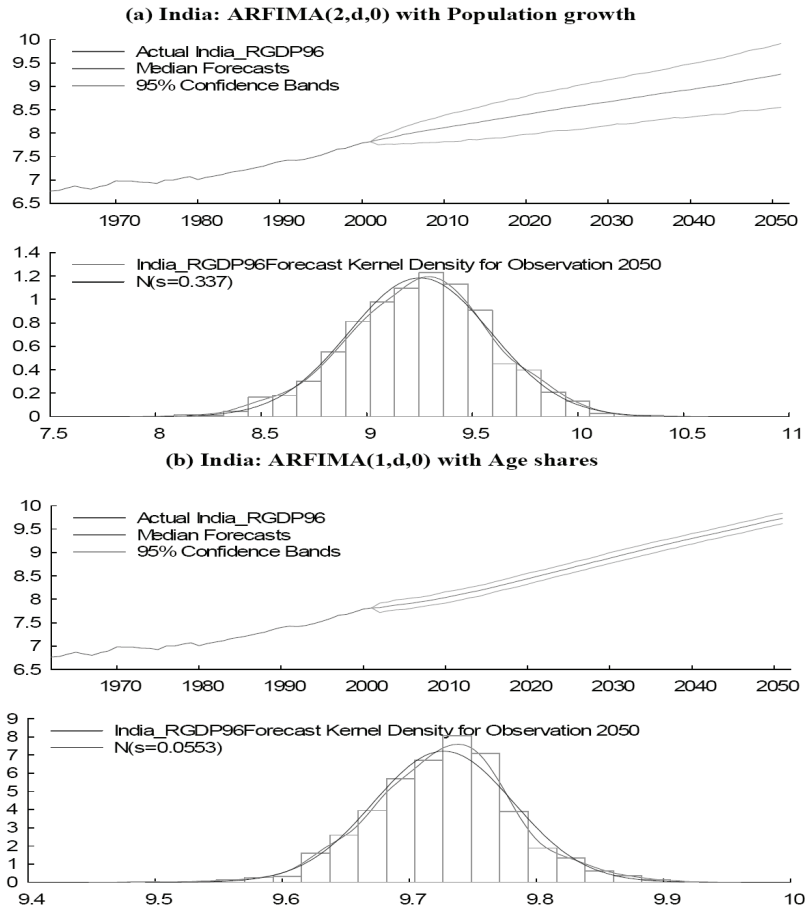 (a) India: ARFIMA(2,d,0) with Population growth
10
9.5
9
8.5
8
7.5
7
6.5
Actual India_RGDP96
Median Forecasts
95% Confidence Bands
1970 1980 1990 2000 2010 2020 2030 2040 2050
1.4
1.2
1
0.8
0.6
0.4
0.2
0
India_RGDP96Forecast Kernel Density for Observation 2050
N(s=0.337)
7.5 8 8.5 9 9.5 10 10.5 11
(b) India: ARFIMA(1,d,0) with Age shares
10
9.5
9
8.5
8
7.5
7
6.5
Actual India_RGDP96
Median Forecasts
95% Confidence Bands
1970 1980 1990 2000 2010 2020 2030 2040 2050
9
8
7
6
5
4
3
2
1
0
India_RGDP96Forecast Kernel Density for Observation 2050
N(s=0.0553)
9.4 9.5 9.6 9.7 9.8 9.9 10